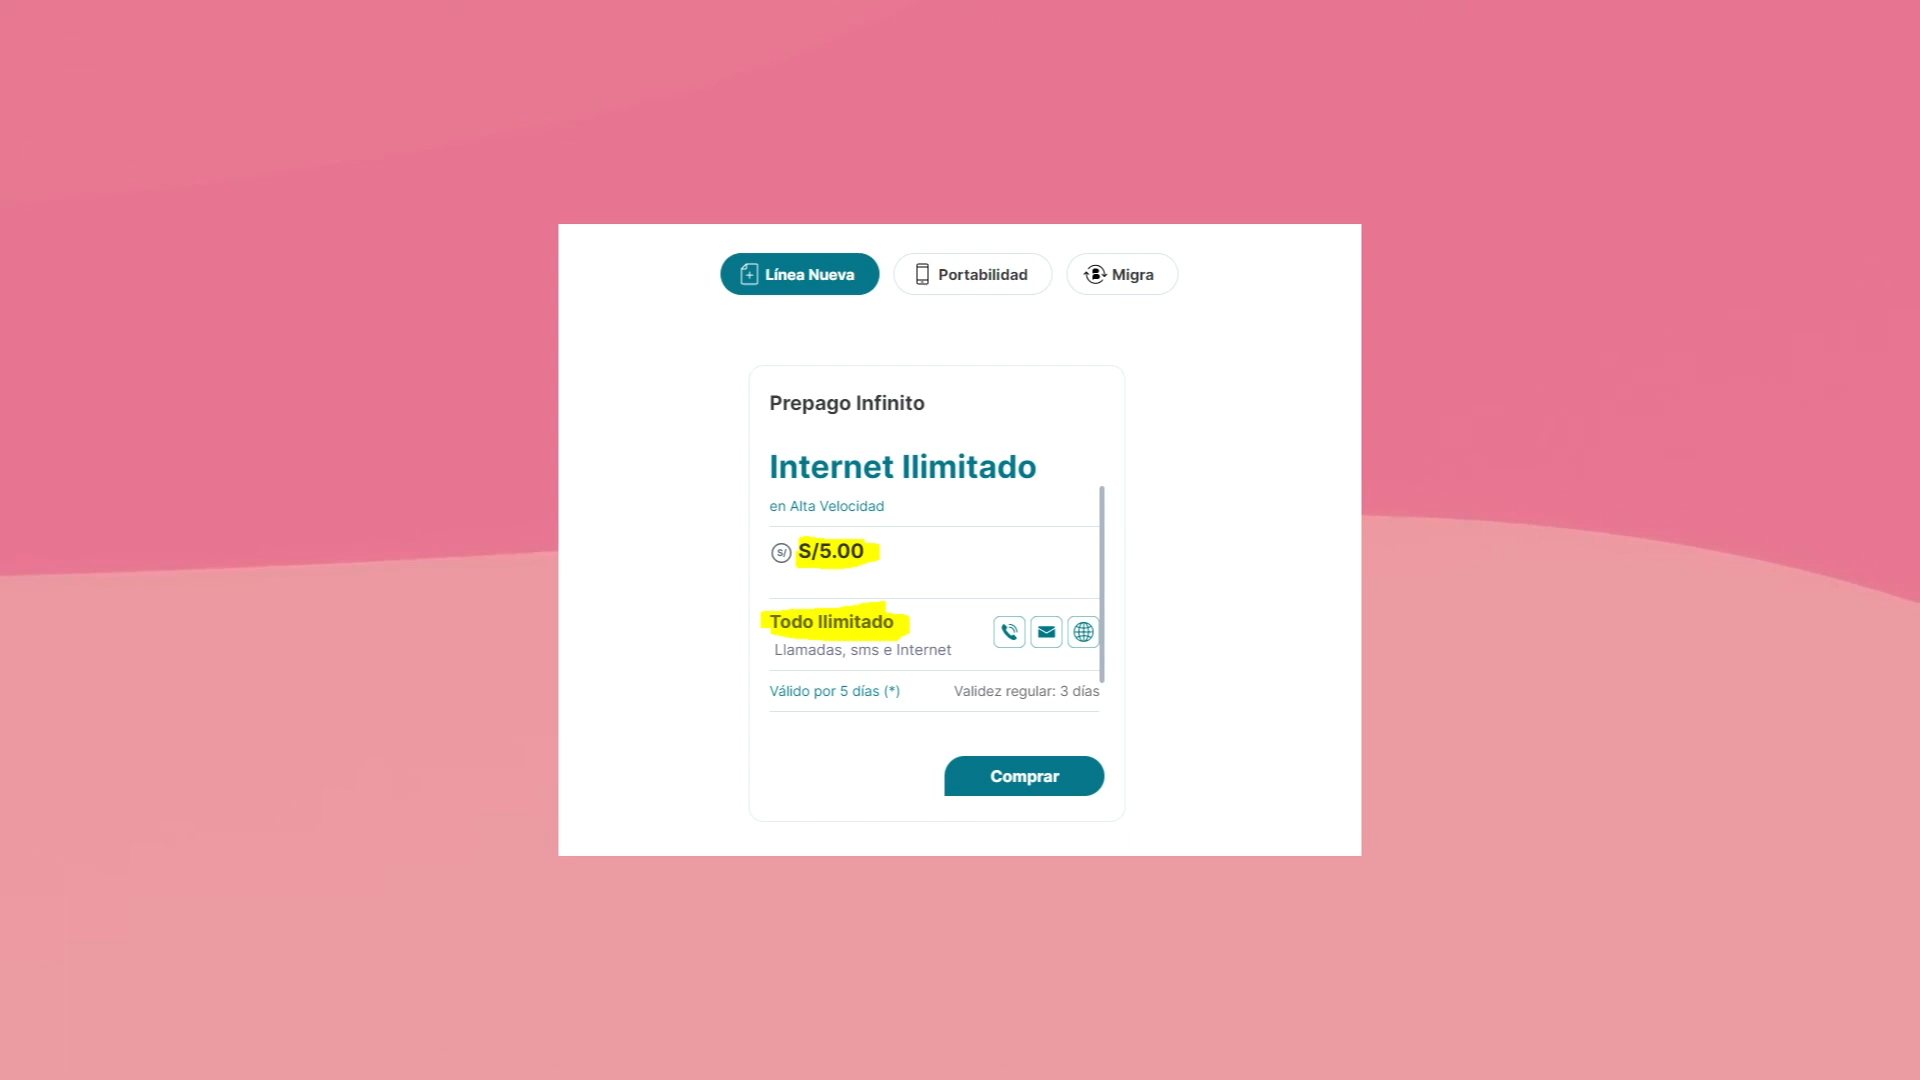 Línea Nueva
Portabilidad
Migra
Prepago Infinito
Internet Ilimitado
en Alta Velocidad
S/ S/5.00
Todo Ilimitado
Llamadas, sms e Internet
Válido por 5 días (*)
Validez regular: 3 días
Comprar